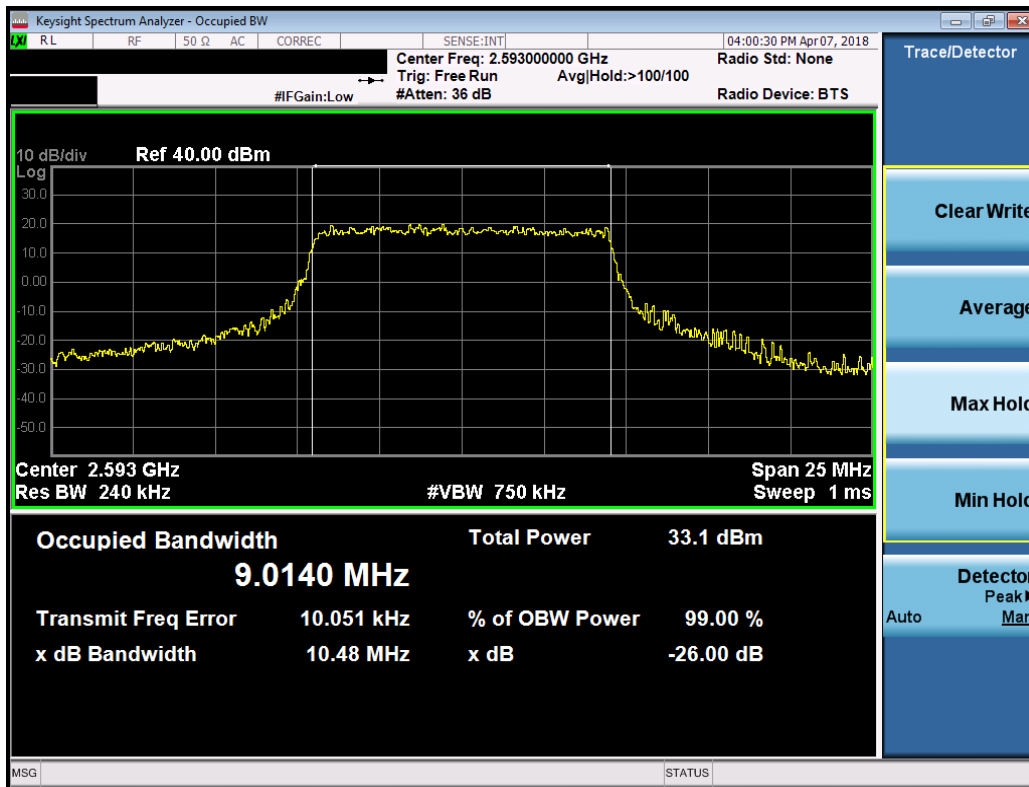 Keysight Spectrum Analyzer - Occupied BW
LXI RL RF 50 Ω AC CORREC SENSE:INT 04:00:30 PM Apr 07, 2018
Center Freq: 2.593000000 GHz Radio Std: None
Trig: Free Run Avg|Hold:>100/100
#IFGain:Low #Atten: 36 dB Radio Device: BTS
Trace/Detector
10 dB/div Ref 40.00 dBm
Log
30.0
20.0
10.0
0.00
-10.0
-20.0
-30.0
-40.0
-50.0
Center 2.593 GHz Span 25 MHz
Res BW 240 kHz #VBW 750 kHz Sweep 1 ms
Occupied Bandwidth Total Power 33.1 dBm
9.0140 MHz
Transmit Freq Error 10.051 kHz % of OBW Power 99.00 %
x dB Bandwidth 10.48 MHz x dB -26.00 dB
Clear Write
Average
Max Hold
Min Hold
Detector
Peak
Auto Man
MSG STATUS